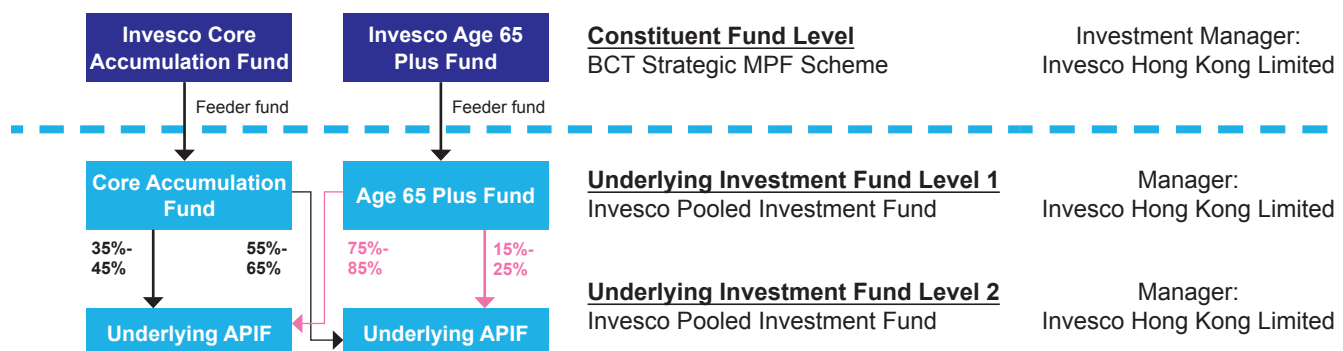 Invesco Core
Accumulation Fund
Invesco Age 65
Plus Fund
Constituent Fund Level
BCT Strategic MPF Scheme
Investment Manager:
Invesco Hong Kong Limited
Feeder fund
Feeder fund
Core Accumulation
Fund
Age 65 Plus Fund
Underlying Investment Fund Level 1
Invesco Pooled Investment Fund
Manager:
Invesco Hong Kong Limited
35%-
45%
55%-
65%
75%-
85%
15%-
25%
Underlying APIF
Underlying APIF
Underlying Investment Fund Level 2
Invesco Pooled Investment Fund
Manager:
Invesco Hong Kong Limited